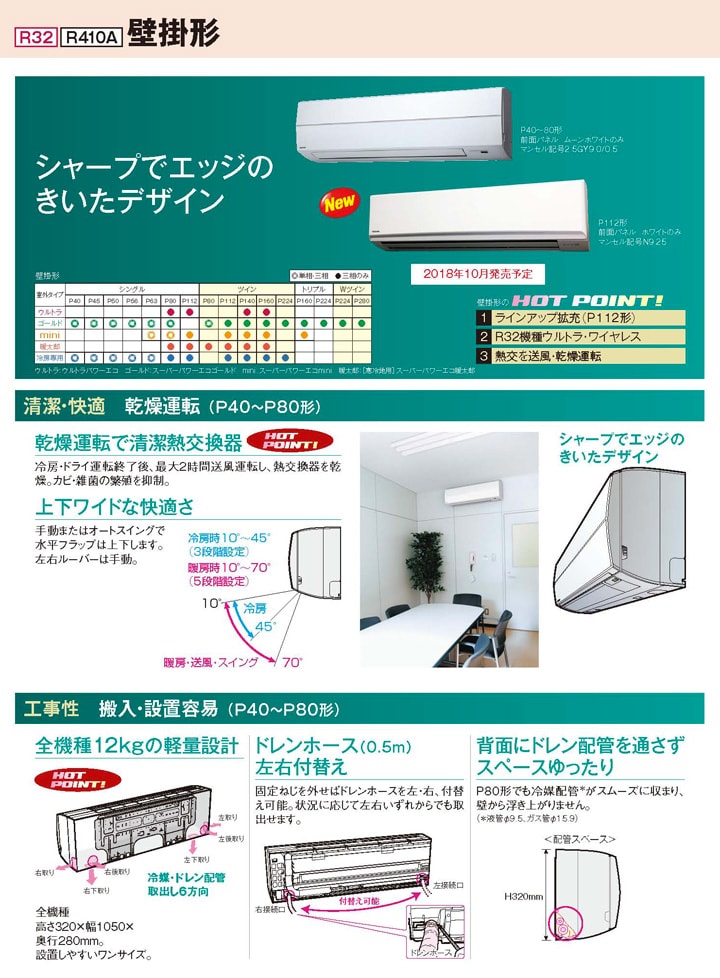 R32 R410A 壁掛形
シャープでエッジの
きいたデザイン
P40～80形
前面パネル ムーンホワイトのみ
マンセル記号2.5GY9.0/0.5
New
P112形
前面パネル ホワイトのみ
マンセル記号N9.25
2018年10月発売予定
壁掛形
◎単相・三相 ●三相のみ
室外タイプ シングル ツイン トリプル Wツイン
P40 P45 P50 P56 P63 P80 P112 P80 P112 P140 P160 P224 P160 P224 P224 P280
ウルトラ
ゴールド
mini
暖太郎
冷房専用
ウルトラ:ウルトラパワーエコ ゴールド:スーパーパワーエコゴールド mini:スーパーパワーエコmini 暖太郎:[寒冷地用]スーパーパワーエコ暖太郎
壁掛形の HOT POINT!
1 ラインアップ拡充(P112形)
2 R32機種ウルトラ・ワイヤレス
3 熱交を送風・乾燥運転
清潔・快適 乾燥運転(P40～P80形)
乾燥運転で清潔熱交換器 HOT POINT!
冷房・ドライ運転終了後、最大2時間送風運転し、熱交換器を乾
燥。カビ・雑菌の繁殖を抑制。
上下ワイドな快適さ
手動またはオートスイングで
水平フラップは上下します。
左右ルーバーは手動。
冷房時10°～45°
(3段階設定)
暖房時10°～70°
(5段階設定)
10°
冷房
45°
暖房・送風・スイング 70°
シャープでエッジの
きいたデザイン
工事性 搬入・設置容易(P40～P80形)
全機種12kgの軽量設計
HOT POINT!
左取り
左後取り
左下取り
右取り
右後取り
右下取り
冷媒・ドレン配管
取出し6方向
全機種
高さ320×幅1050×
奥行280mm。
設置しやすいワンサイズ。
ドレンホース(0.5m)
左右付替え
固定ねじを外せばドレンホースを左・右、付替
え可能。状況に応じて左右いずれからでも取
出せます。
左接続口
付替え可能
右接続口
ドレンホース
背面にドレン配管を通さず
スペースゆったり
P80形でも冷媒配管*がスムーズに収まり、
壁から浮き上がりません。
(*液管φ9.5、ガス管φ15.9)
<配管スペース>
H320mm